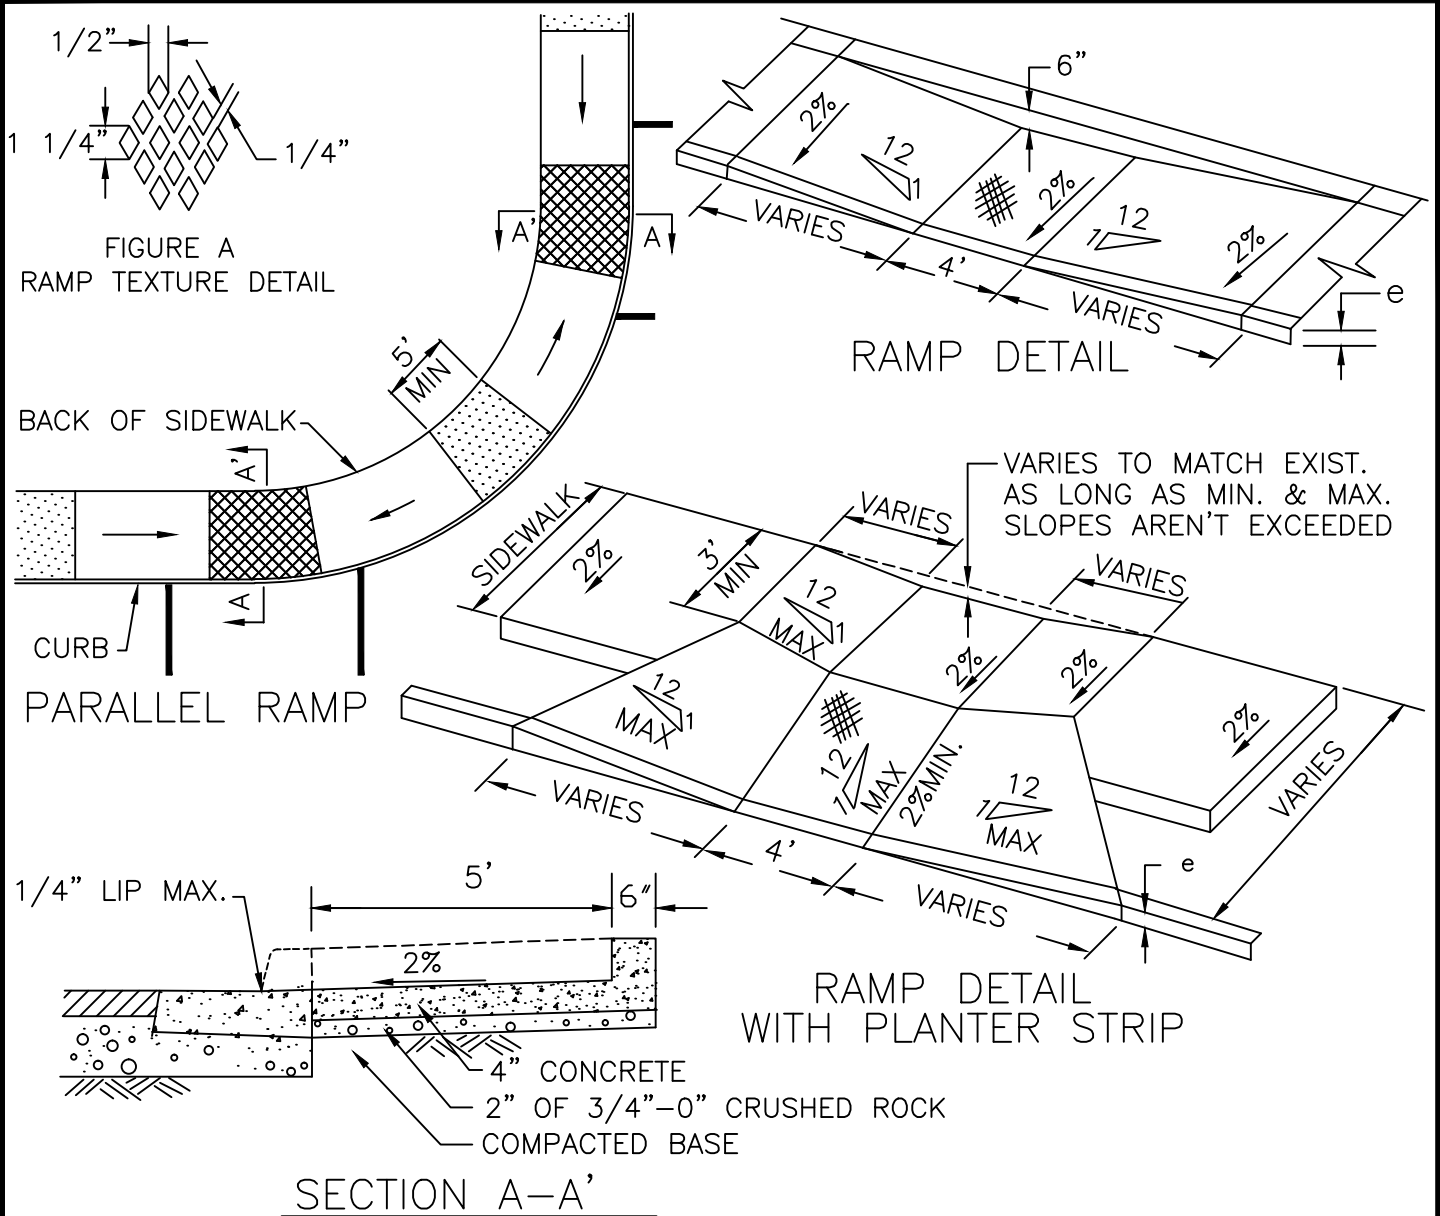 1/2"
1 1/4"
1/4"
FIGURE A
RAMP TEXTURE DETAIL
A'
A
5'
MIN
BACK OF SIDEWALK
A'
A
CURB
PARALLEL RAMP
6"
2%
12
1
2%
12
1
2%
VARIES
4'
VARIES
e
RAMP DETAIL
VARIES TO MATCH EXIST.
AS LONG AS MIN. & MAX.
SLOPES AREN'T EXCEEDED
SIDEWALK
2%
3'
MIN
VARIES
12
1
MAX
VARIES
2%
2%
2%
12
1
MAX
12
1
MAX
2%MIN.
12
1
MAX
VARIES
VARIES
4'
VARIES
e
RAMP DETAIL
WITH PLANTER STRIP
1/4" LIP MAX.
5'
6"
2%
4" CONCRETE
2" OF 3/4"-0" CRUSHED ROCK
COMPACTED BASE
SECTION A-A'